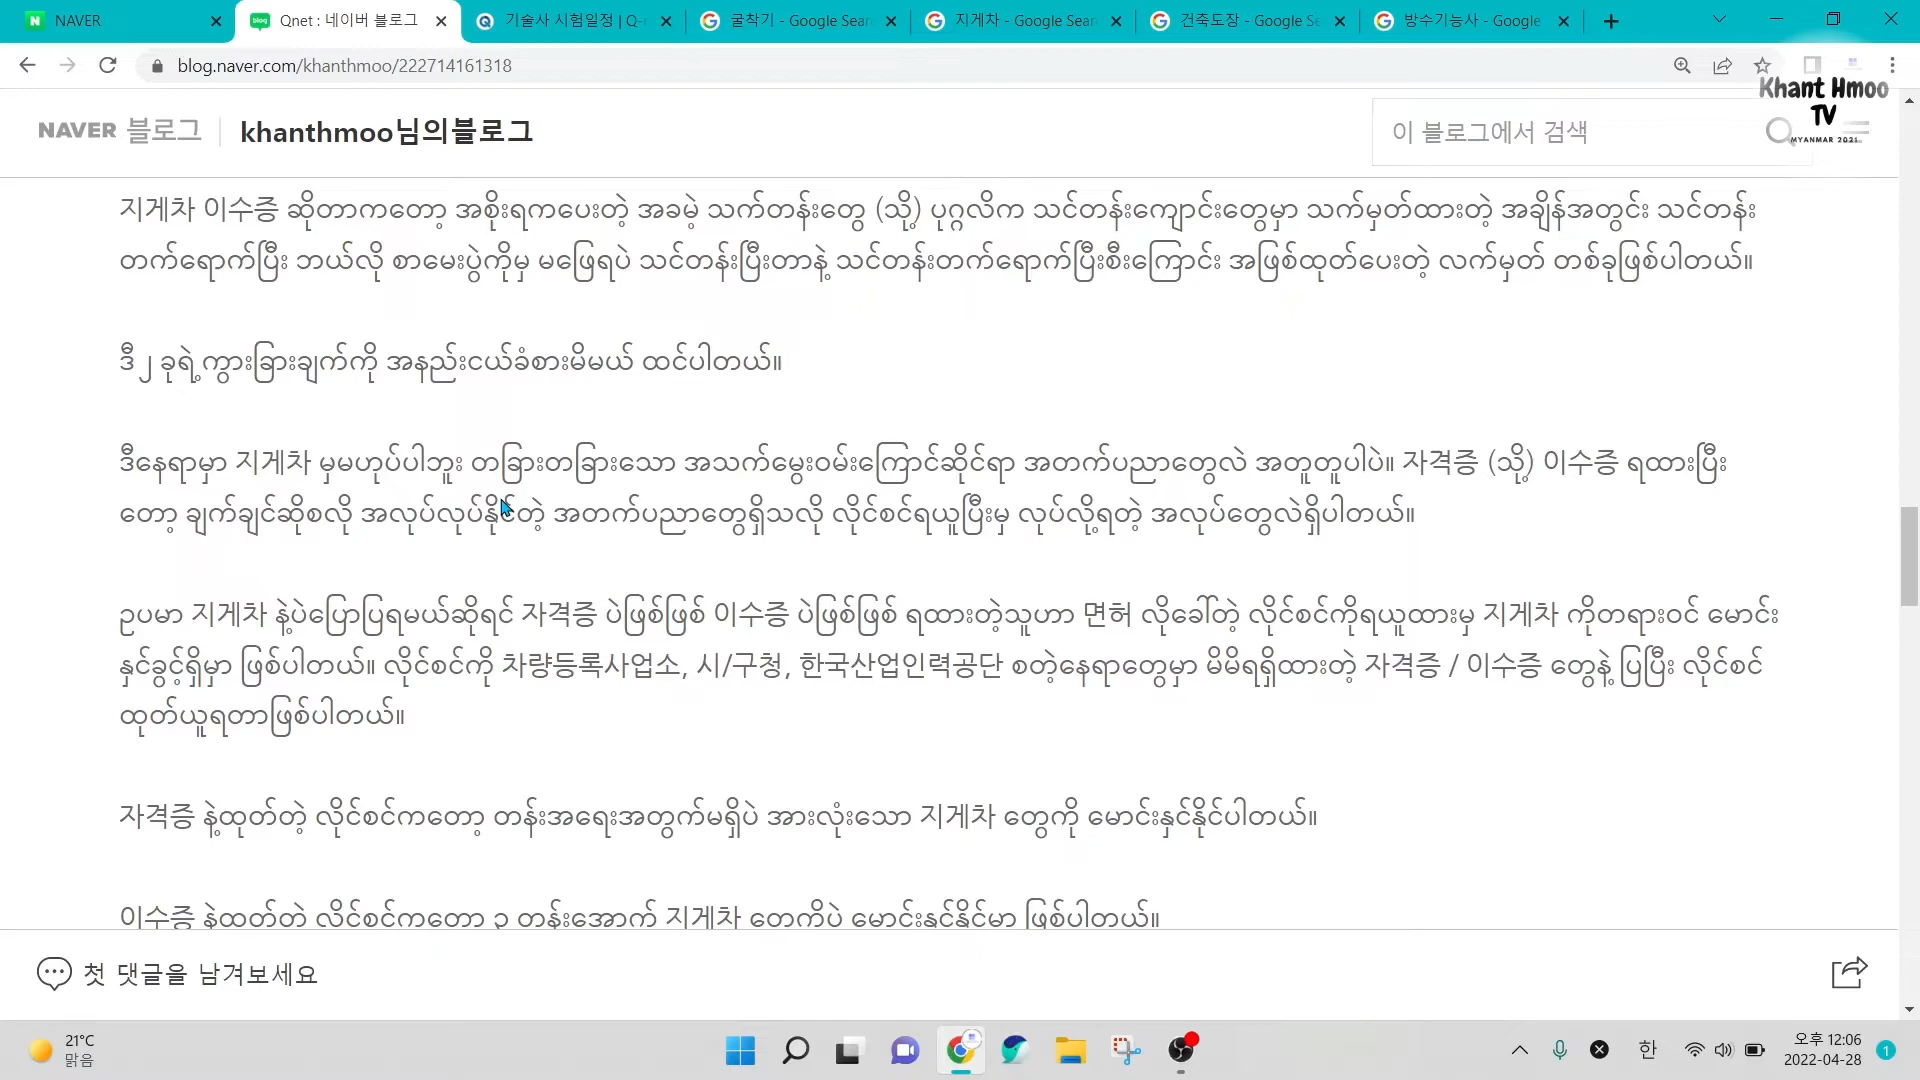 NAVER
Qnet : 네이버 블로그
기술사 시험일정 | Q-
굴착기 - Google Sear
지게차 - Google Sear
건축도장 - Google Se
방수기능사 - Google
blog.naver.com/khanthmoo/222714161318
Khant Hmoo
TV
MYANMAR 2021
NAVER 블로그
khanthmoo님의블로그
이 블로그에서 검색
지게차 이수증 ဆိုတာကတော့ အစိုးရကပေးတဲ့ အခမဲ့ သက်တန်းတွေ (သို့) ပုဂ္ဂလိက သင်တန်းကျောင်းတွေမှာ သက်မှတ်ထားတဲ့ အချိန်အတွင်း သင်တန်း
တက်ရောက်ပြီး ဘယ်လို စာမေးပွဲကိုမှ မဖြေရပဲ သင်တန်းပြီးတာနဲ့ သင်တန်းတက်ရောက်ပြီးစီးကြောင်း အဖြစ်ထုတ်ပေးတဲ့ လက်မှတ် တစ်ခုဖြစ်ပါတယ်။
ဒီ ၂ ခုရဲ့ ကွားခြားချက်ကို အနည်းငယ်ခံစားမိမယ် ထင်ပါတယ်။
ဒီနေရာမှာ 지게차 မှမဟုပ်ပါဘူး တခြားတခြားသော အသက်မွေးဝမ်းကြောင်ဆိုင်ရာ အတက်ပညာတွေလဲ အတူတူပါပဲ။ 자격증 (သို့) 이수증 ရထားပြီး
တော့ ချက်ချင်ဆိုစလို အလုပ်လုပ်နိုင်တဲ့ အတက်ပညာတွေရှိသလို လိုင်စင်ရယူပြီးမှ လုပ်လို့ရတဲ့ အလုပ်တွေလဲရှိပါတယ်။
ဥပမာ 지게차 နဲ့ပဲပြောပြရမယ်ဆိုရင် 자격증 ပဲဖြစ်ဖြစ် 이수증 ပဲဖြစ်ဖြစ် ရထားတဲ့သူဟာ 면허 လိုခေါ်တဲ့ လိုင်စင်ကိုရယူထားမှ 지게차 ကိုတရားဝင် မောင်း
နှင်ခွင့်ရှိမှာ ဖြစ်ပါတယ်။ လိုင်စင်ကို 차량등록사업소, 시/구청, 한국산업인력공단 စတဲ့နေရာတွေမှာ မိမိရရှိထားတဲ့ 자격증 / 이수증 တွေနဲ့ ပြပြီး လိုင်စင်
ထုတ်ယူရတာဖြစ်ပါတယ်။
자격증 နဲ့ထုတ်တဲ့ လိုင်စင်ကတော့ တန်းအရေးအတွက်မရှိပဲ အားလုံးသော 지게차 တွေကို မောင်းနှင်နိုင်ပါတယ်။
이수증 နဲ့ထုတ်တဲ့ လိုင်စင်ကတော့ ၃ တန်းအောက် 지게차 တွေကိုပဲ မောင်းနှင်နိုင်မှာ ဖြစ်ပါတယ်။
첫 댓글을 남겨보세요
21°C
맑음
한
오후 12:06
2022-04-28
1